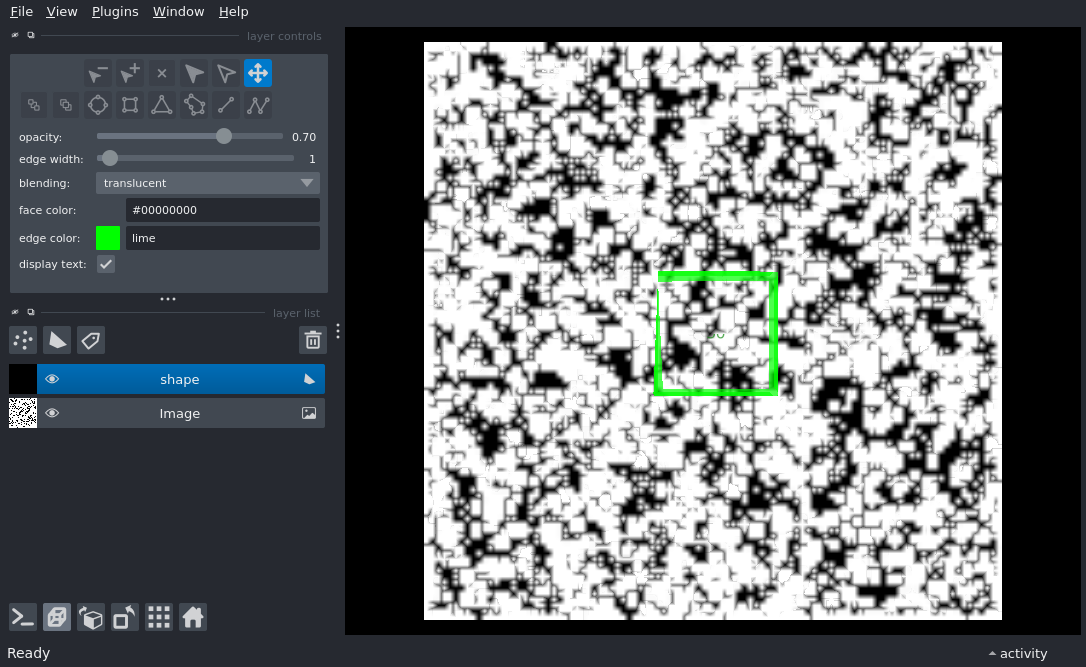 File View Plugins Window Help
layer controls
opacity: 0.70
edge width: 1
blending: translucent
face color: #00000000
edge color: lime
display text:
layer list
shape
Image
Ready
activity